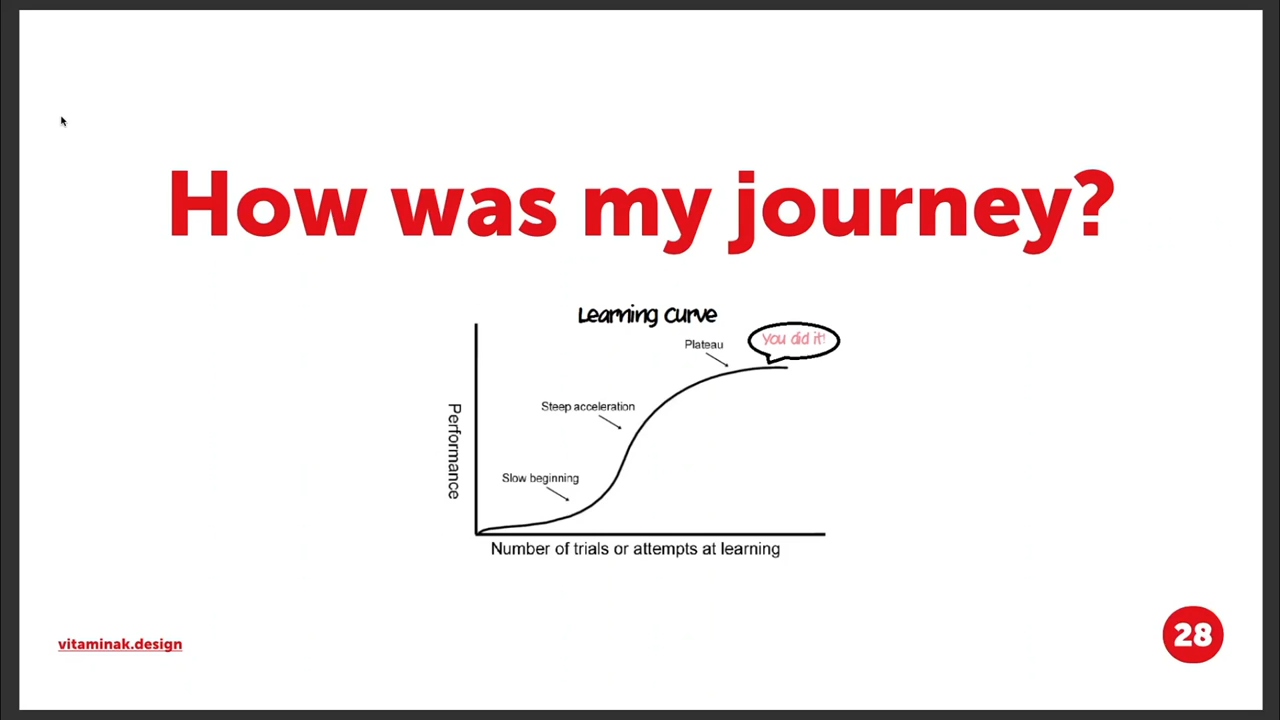 How was my journey?
Learning Curve
You did it!
Plateau
Steep acceleration
Slow beginning
Performance
Number of trials or attempts at learning
vitaminak.design
28